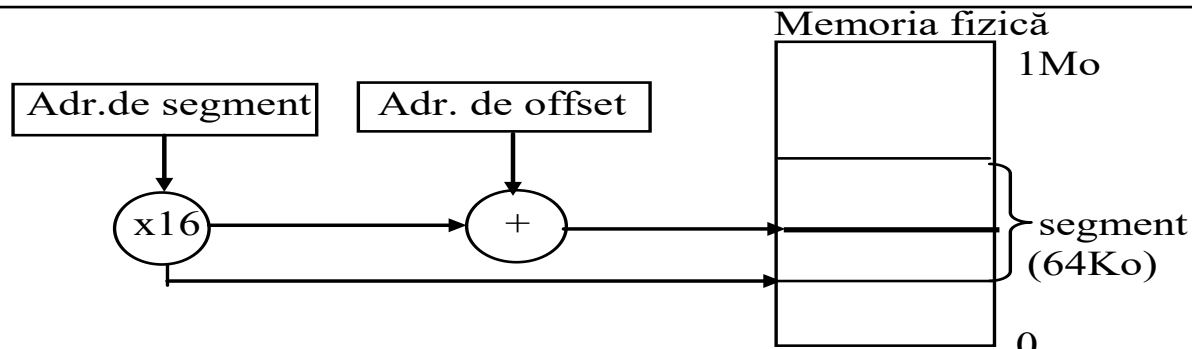 Memoria fizică
1Mo
Adr.de segment
Adr. de offset
x16
+
segment
(64Ko)
0